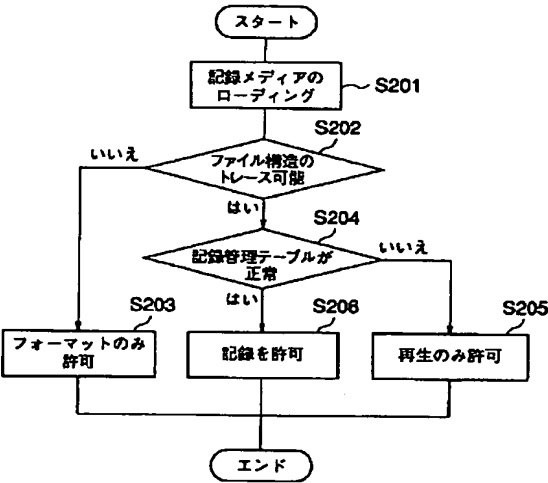 スタート
記録メディアの
ローディング
S201
S202
いいえ
ファイル構造の
トレース可能
はい
S204
記録管理テーブルが
正常
いいえ
はい
S203
S206
S205
フォーマットのみ
許可
記録を許可
再生のみ許可
エンド